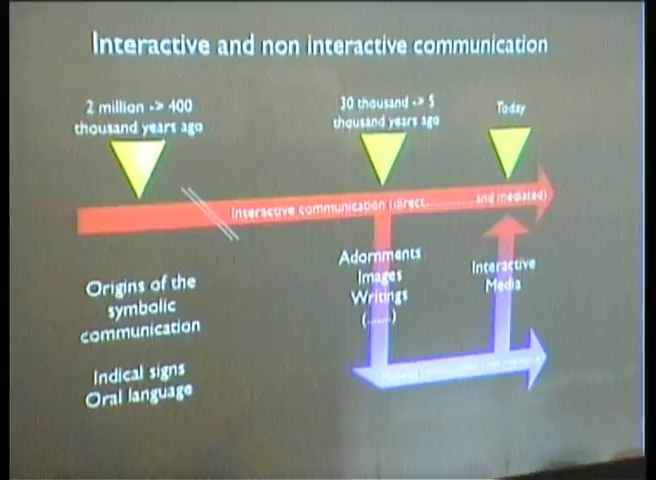 Interactive and non interactive communication
2 million -> 400
thousand years ago
30 thousand -> 5
thousand years ago
Today
Interactive communication (direct................and mediated)
Origins of the
symbolic
communication
Indical signs
Oral language
Adornments
Images
Writings
(......)
Interactive
Media